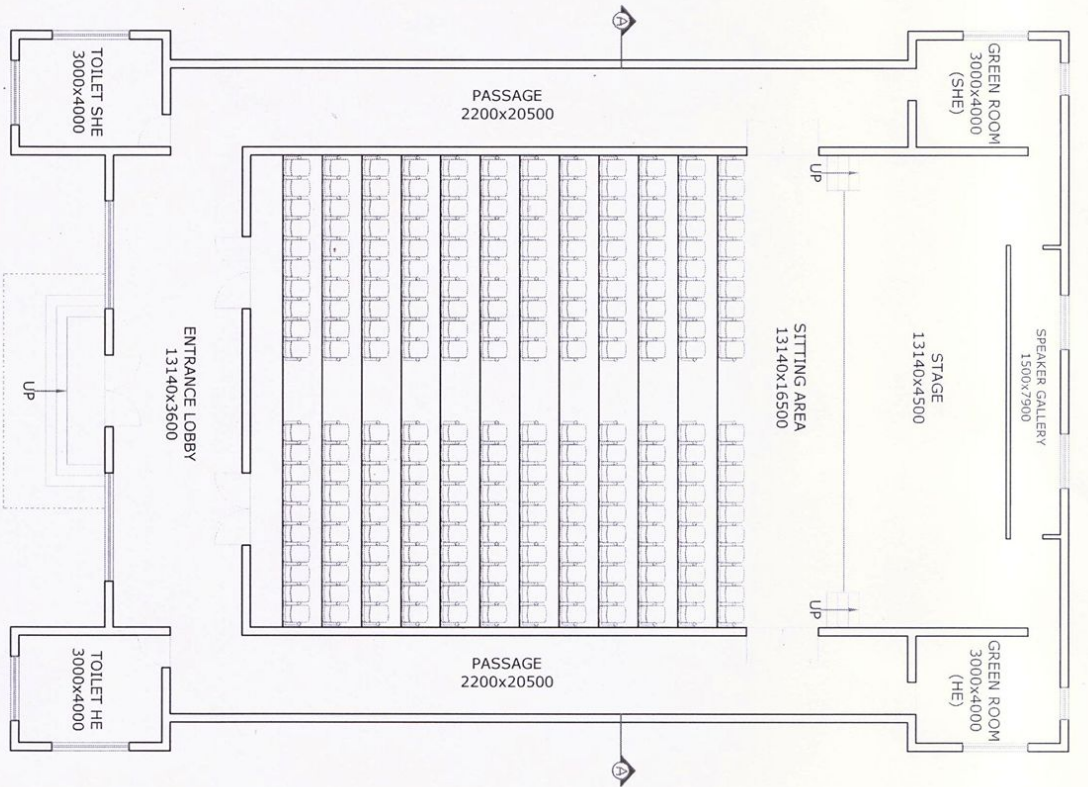 A
TOILET SHE
3000x4000
PASSAGE
2200x20500
GREEN ROOM
3000x4000
(SHE)
UP
ENTRANCE LOBBY
13140x3600
SITTING AREA
13140x16500
STAGE
13140x4500
SPEAKER GALLERY
1500x7900
UP
UP
TOILET HE
3000x4000
PASSAGE
2200x20500
GREEN ROOM
3000x4000
(HE)
A